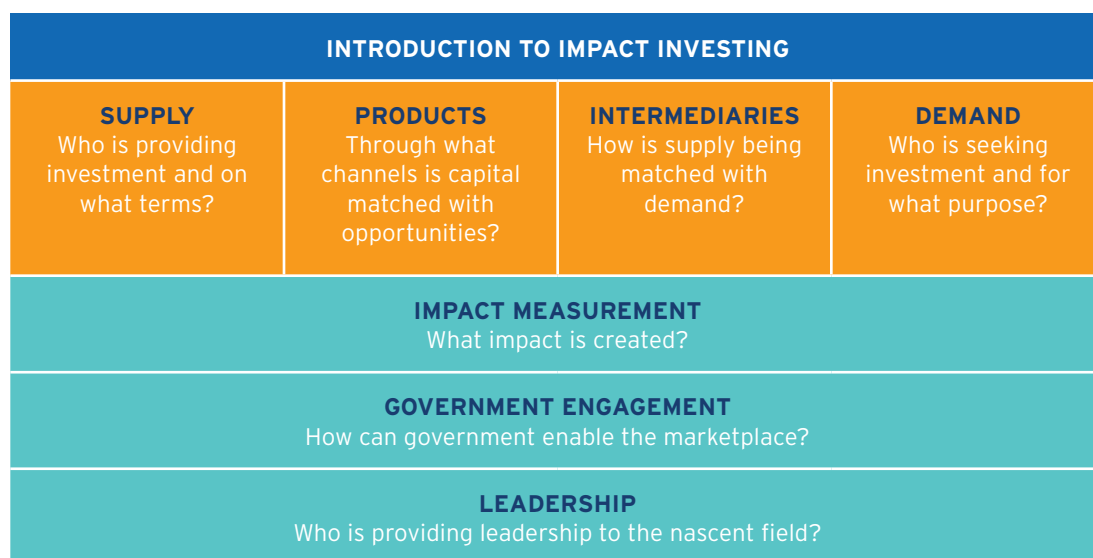 INTRODUCTION TO IMPACT INVESTING
SUPPLY
Who is providing
investment and on
what terms?
PRODUCTS
Through what
channels is capital
matched with
opportunities?
INTERMEDIARIES
How is supply being
matched with
demand?
DEMAND
Who is seeking
investment and for
what purpose?
IMPACT MEASUREMENT
What impact is created?
GOVERNMENT ENGAGEMENT
How can government enable the marketplace?
LEADERSHIP
Who is providing leadership to the nascent field?